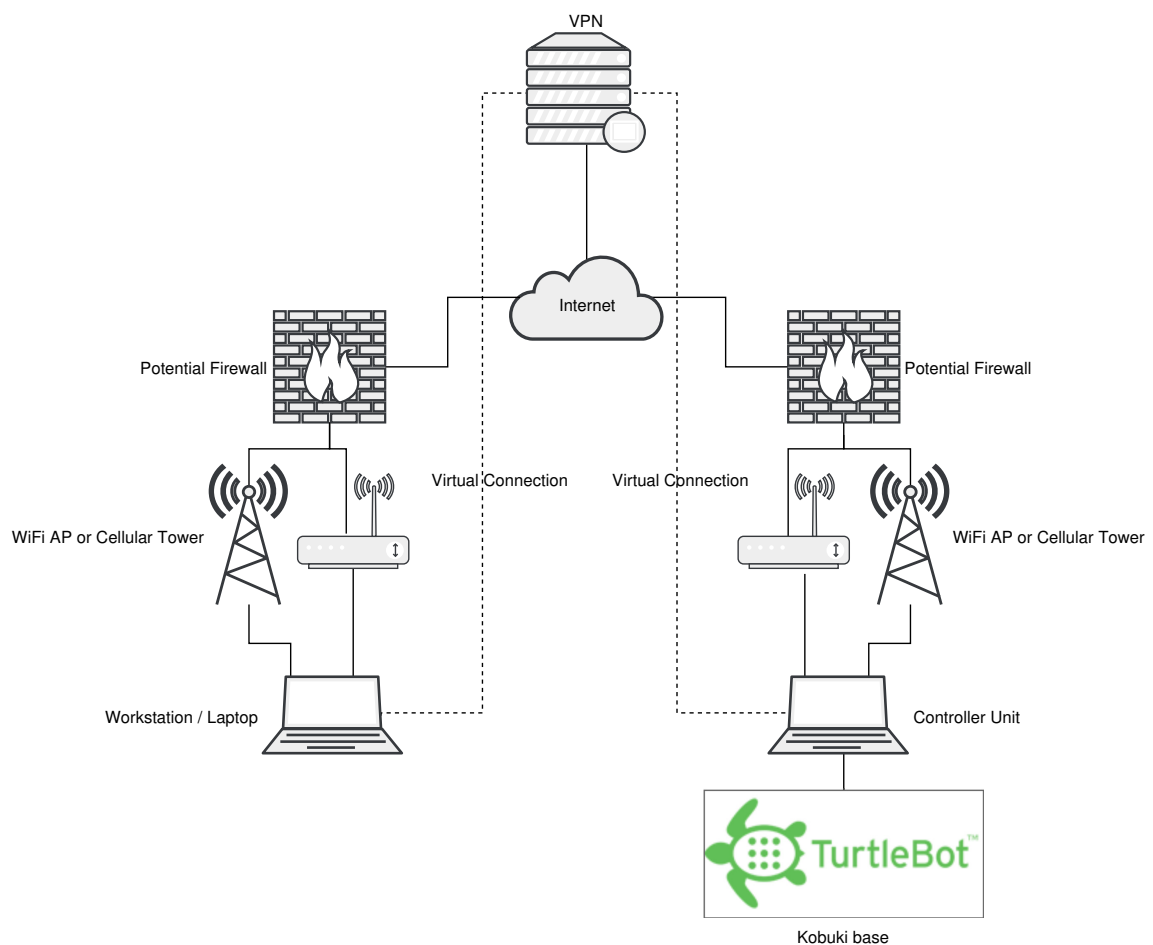 VPN
Internet
Potential Firewall
Potential Firewall
Virtual Connection
Virtual Connection
WiFi AP or Cellular Tower
WiFi AP or Cellular Tower
Workstation / Laptop
Controller Unit
TurtleBot™
Kobuki base